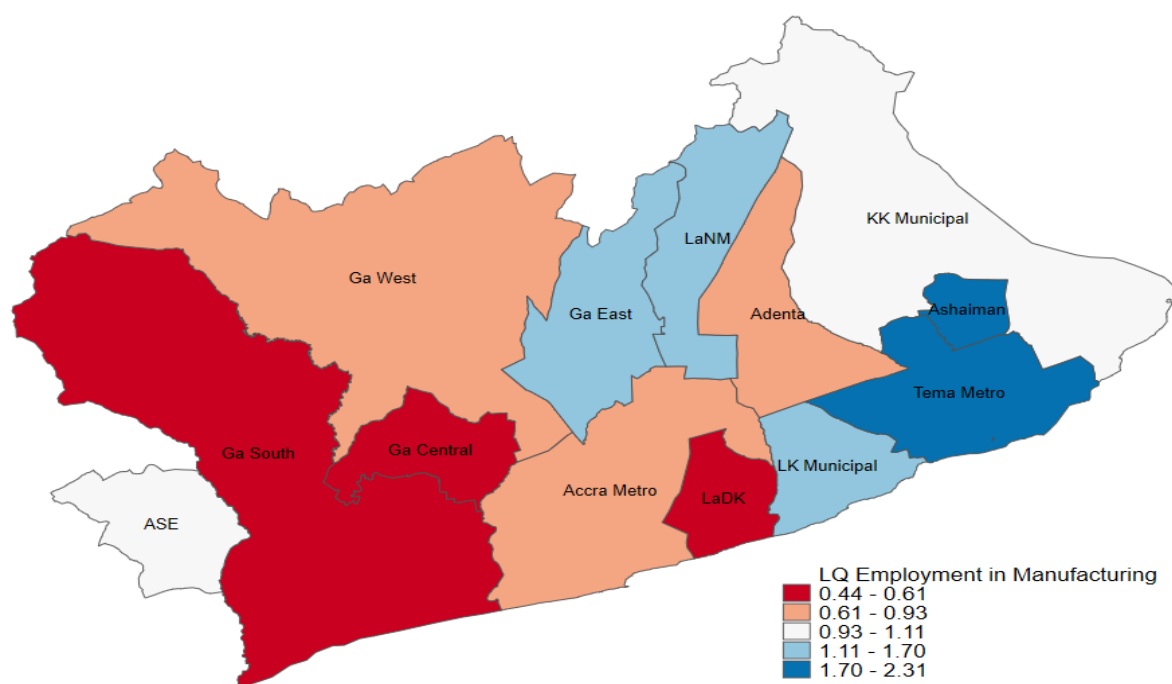 KK Municipal
LaNM
Ga West
Ashaiman
Ga East
Adenta
Tema Metro
Ga South
Ga Central
LK Municipal
Accra Metro
LaDK
ASE
LQ Employment in Manufacturing
0.44 - 0.61
0.61 - 0.93
0.93 - 1.11
1.11 - 1.70
1.70 - 2.31